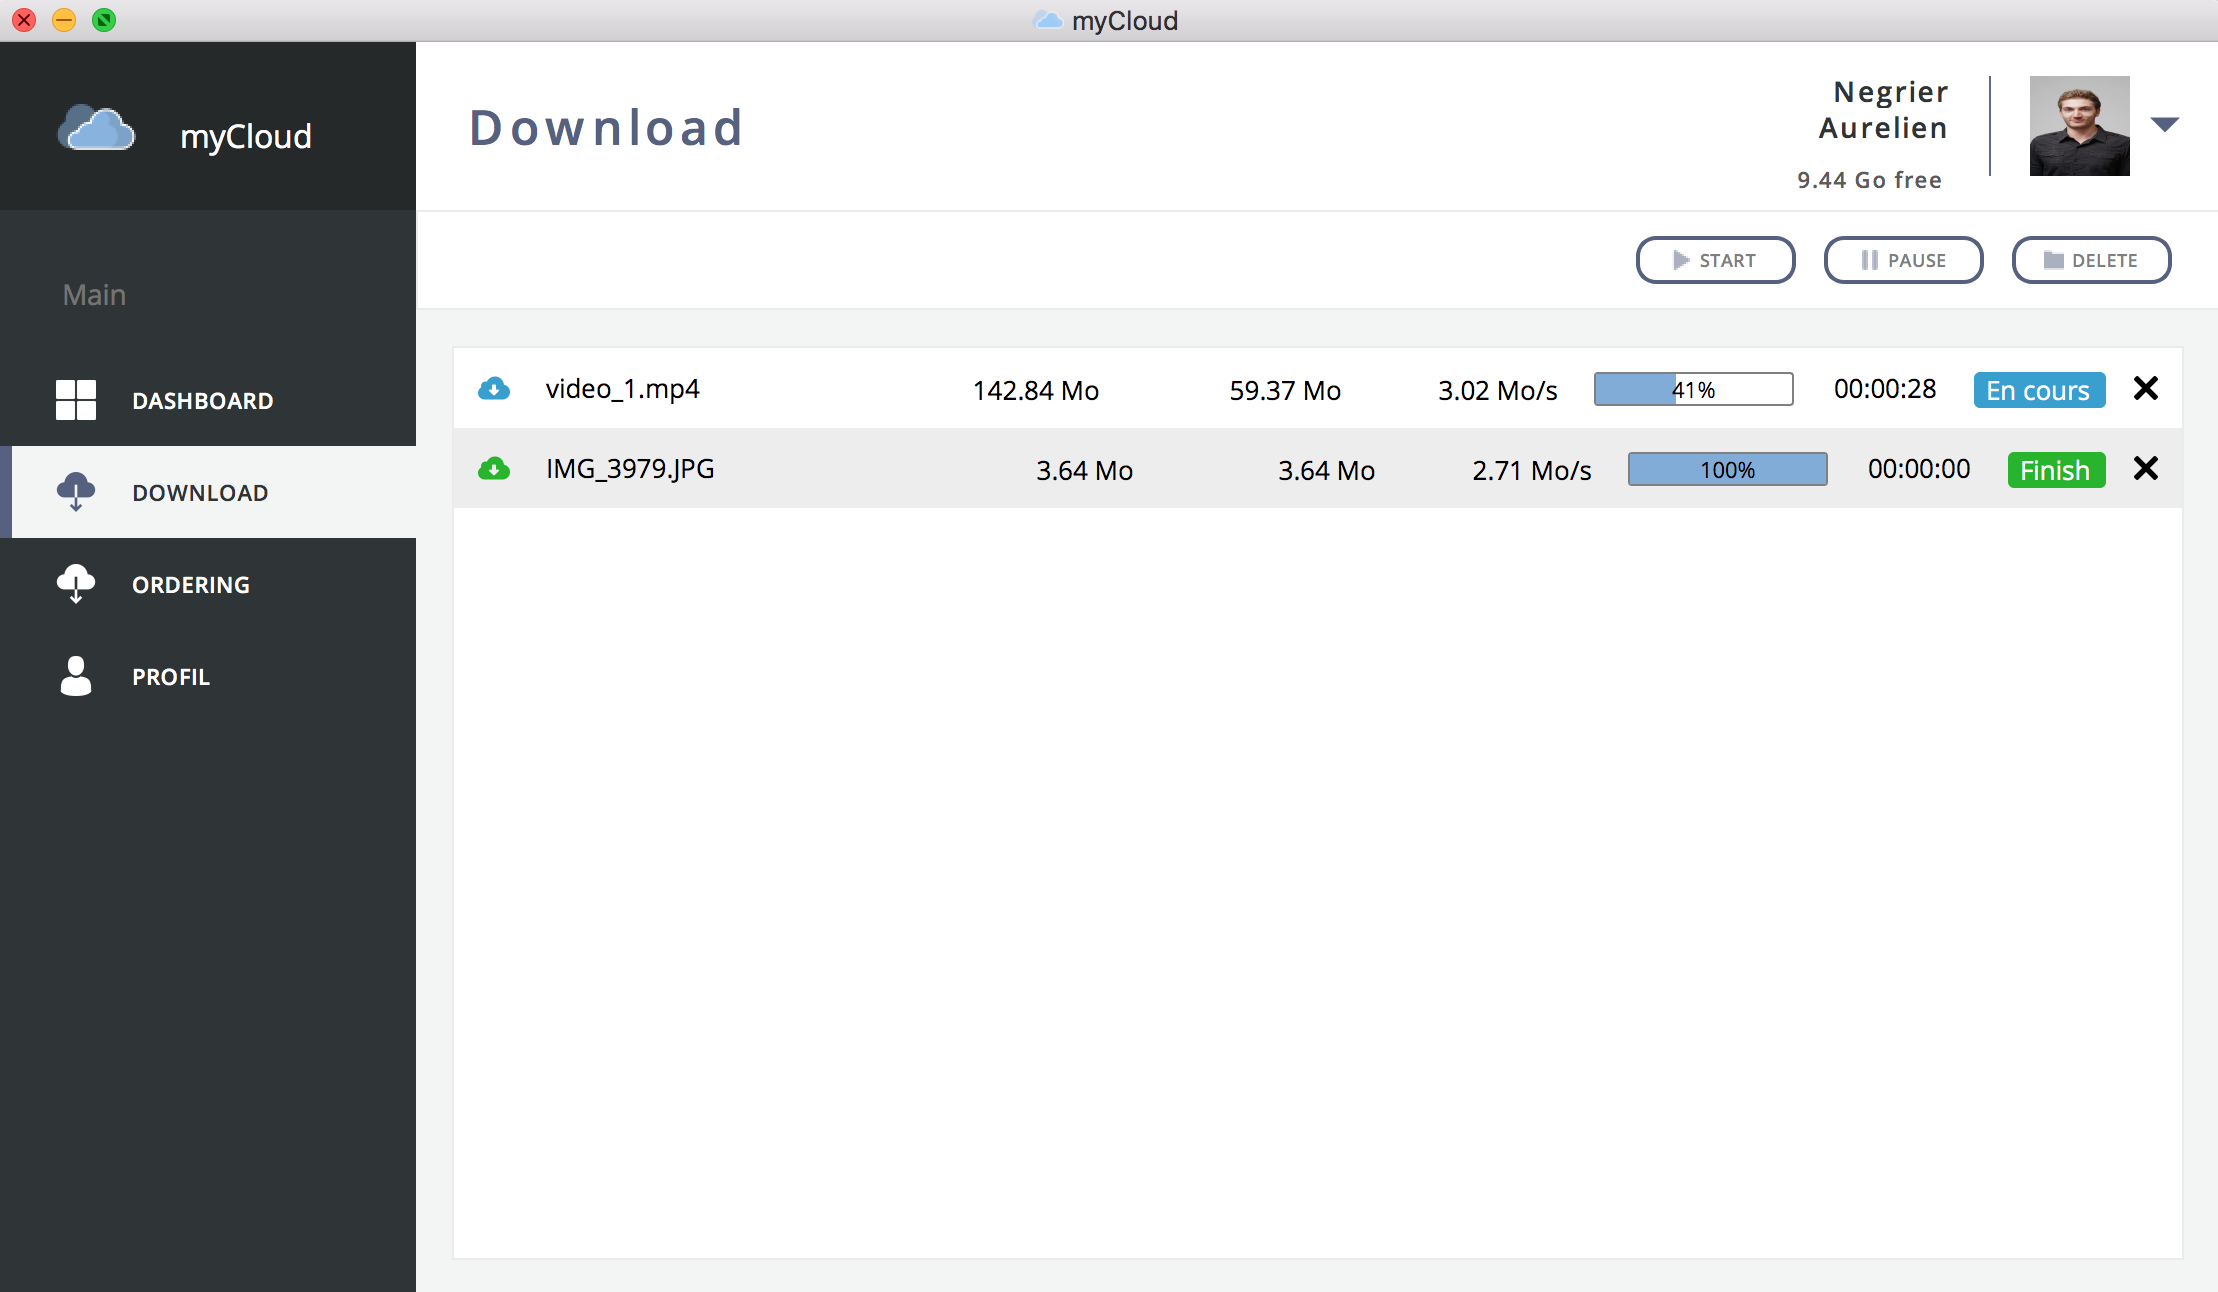 myCloud
myCloud
Download
Negrier
Aurelien
9.44 Go free
START PAUSE DELETE
Main
DASHBOARD
DOWNLOAD
ORDERING
PROFIL
video_1.mp4 142.84 Mo 59.37 Mo 3.02 Mo/s 41% 00:00:28 En cours
IMG_3979.JPG 3.64 Mo 3.64 Mo 2.71 Mo/s 100% 00:00:00 Finish